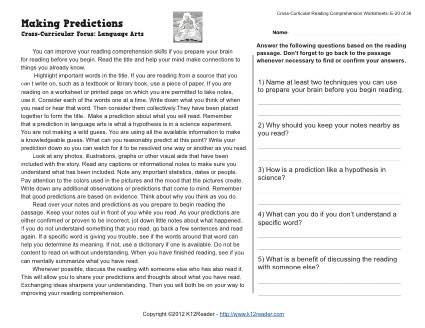 Cross-Curricular Reading Comprehension Worksheets: E-20 of 36
Making Predictions
Cross-Curricular Focus: Language Arts
Name
You can improve your reading comprehension skills if you prepare your brain
for reading before you begin. Read the title and help your mind make connections to
things you already know.
Highlight important words in the title. If you are reading from a source that you
can't write on, such as a textbook or library book, use a piece of paper. If you are
reading on a worksheet or printed page on which you are permitted to take notes,
use it. Consider each of the words one at a time. Write down what you think of when
you read or hear that word. Then consider them collectively. They have been placed
together to form the title. Make a prediction about what you will read. Remember
that a prediction in language arts is what a hypothesis is in a science experiment.
You are not making a wild guess. You are using all the available information to make
a knowledgeable guess. What can you reasonably predict at this point? Write your
prediction down so you can watch for it to be resolved one way or another as you read.
Look at any photos, illustrations, graphs or other visual aids that have been
included with the story. Read any captions or informational notes to make sure you
understand what has been included. Note any important statistics, dates or people.
Pay attention to the colors used in the pictures and the mood that the pictures create.
Write down any additional observations or predictions that come to mind. Remember
that good predictions are based on evidence. Think about why you think as you do.
Read over your notes and predictions as you prepare to begin reading the
passage. Keep your notes out in front of you while you read. As your predictions are
either confirmed or proven to be incorrect, jot down little notes about what happened.
If you do not understand something that you read, go back a few sentences and read
again. If a specific word is giving you trouble, see if the words around that word can
help you determine its meaning. If not, use a dictionary if one is available. Do not be
content to read on without understanding. When you have finished reading, see if you
can mentally summarize what you have read.
Whenever possible, discuss the reading with someone else who has also read it.
This will allow you to share your predictions and thoughts about what you have read.
Exchanging ideas sharpens your understanding. Then you will both be on your way to
improving your reading comprehension.
Answer the following questions based on the reading
passage. Don't forget to go back to the passage
whenever necessary to find or confirm your answers.
1) Name at least two techniques you can use
to prepare your brain before you begin reading.
2) Why should you keep your notes nearby as
you read?
3) How is a prediction like a hypothesis in
science?
4) What can you do if you don't understand a
specific word?
5) What is a benefit of discussing the reading
with someone else?
Copyright ©2012 K12Reader - http://www.k12reader.com